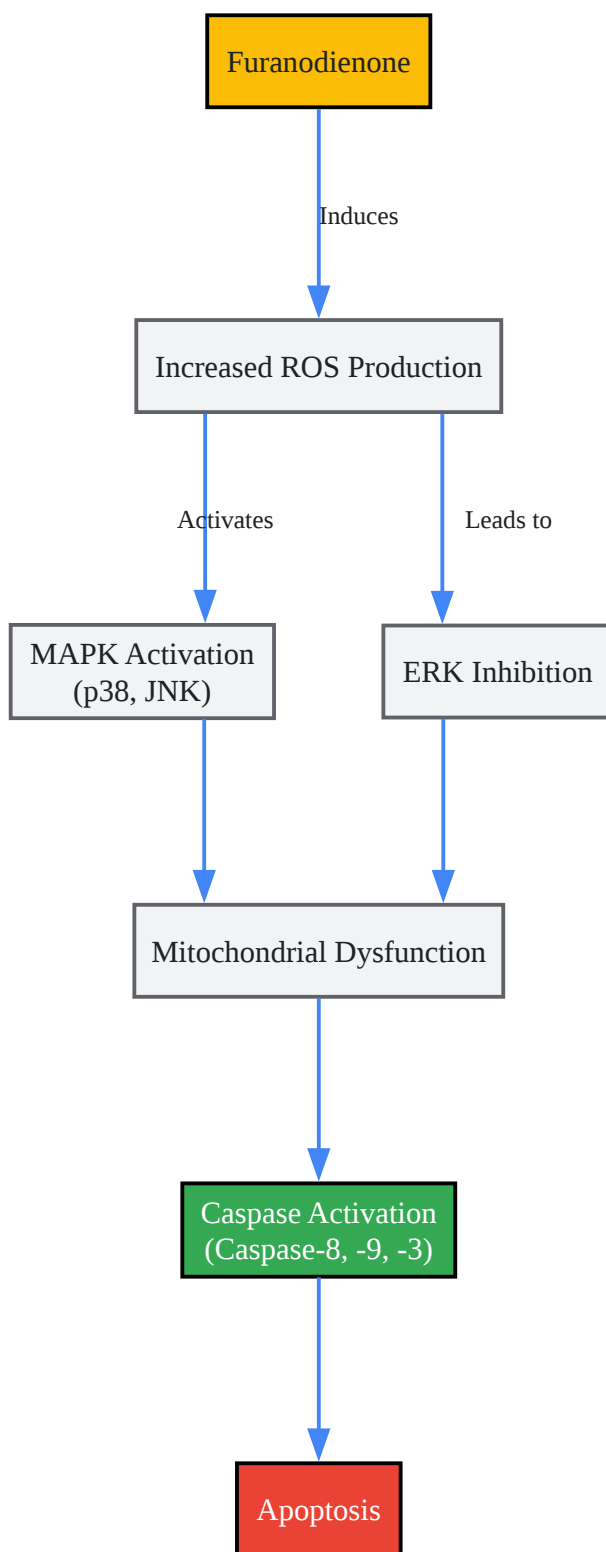 Furanodienone
Induces
Increased ROS Production
Activates
Leads to
MAPK Activation
(p38, JNK)
ERK Inhibition
Mitochondrial Dysfunction
Caspase Activation
(Caspase-8, -9, -3)
Apoptosis